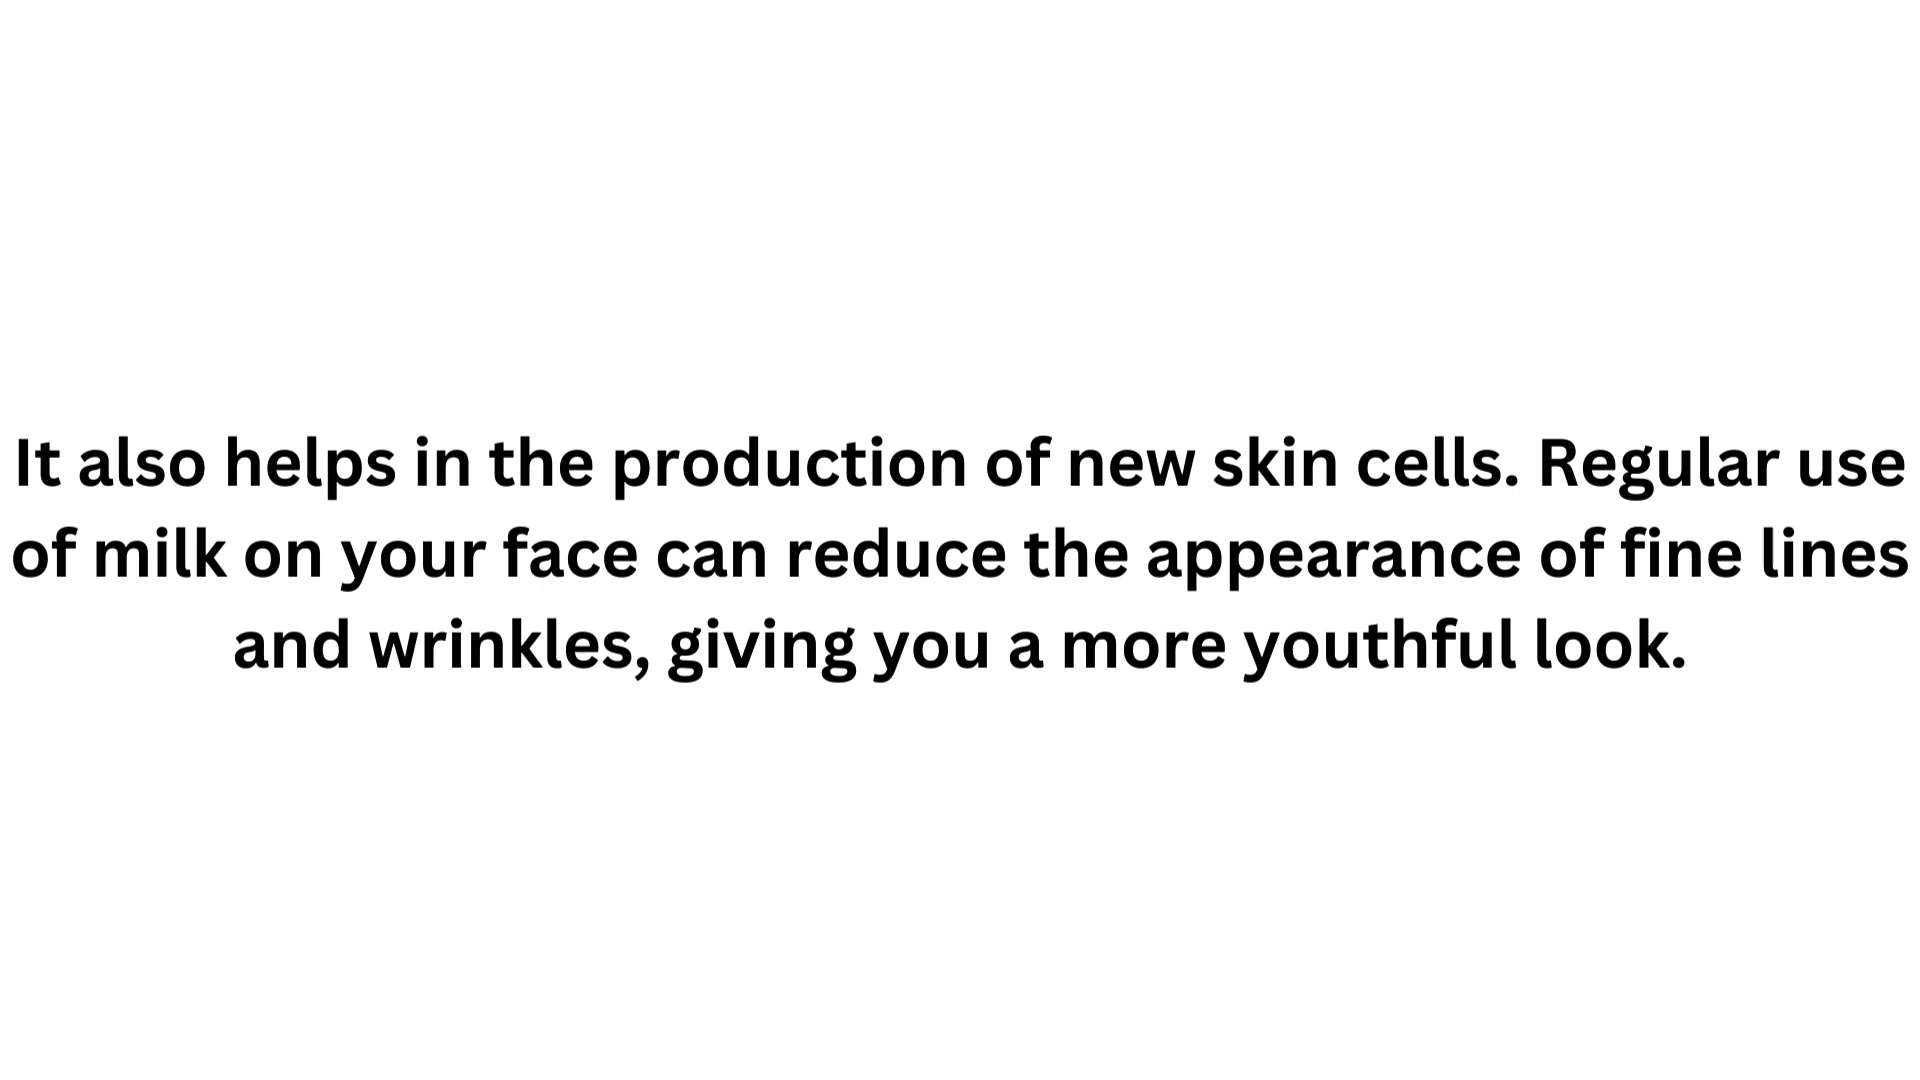 It also helps in the production of new skin cells. Regular use
of milk on your face can reduce the appearance of fine lines
and wrinkles, giving you a more youthful look.